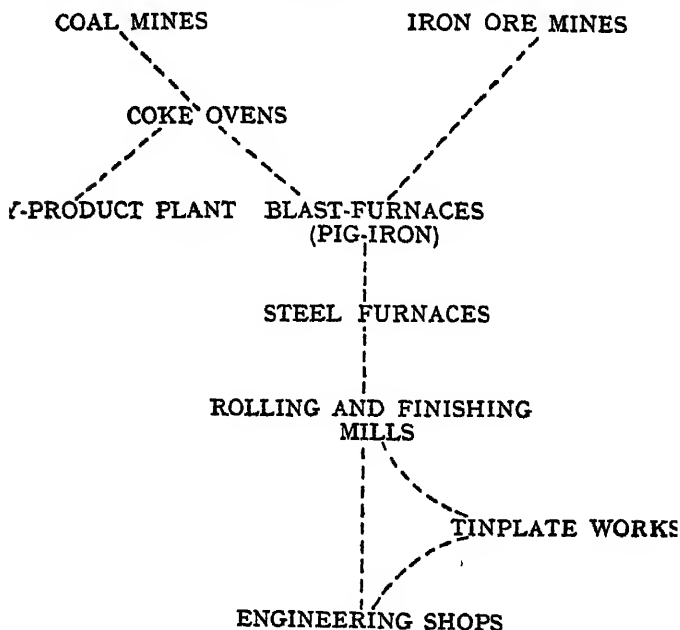 COAL MINES IRON ORE MINES
COKE OVENS
Y-PRODUCT PLANT BLAST-FURNACES
(PIG-IRON)
STEEL FURNACES
ROLLING AND FINISHING
MILLS
TINPLATE WORKS
ENGINEERING SHOPS